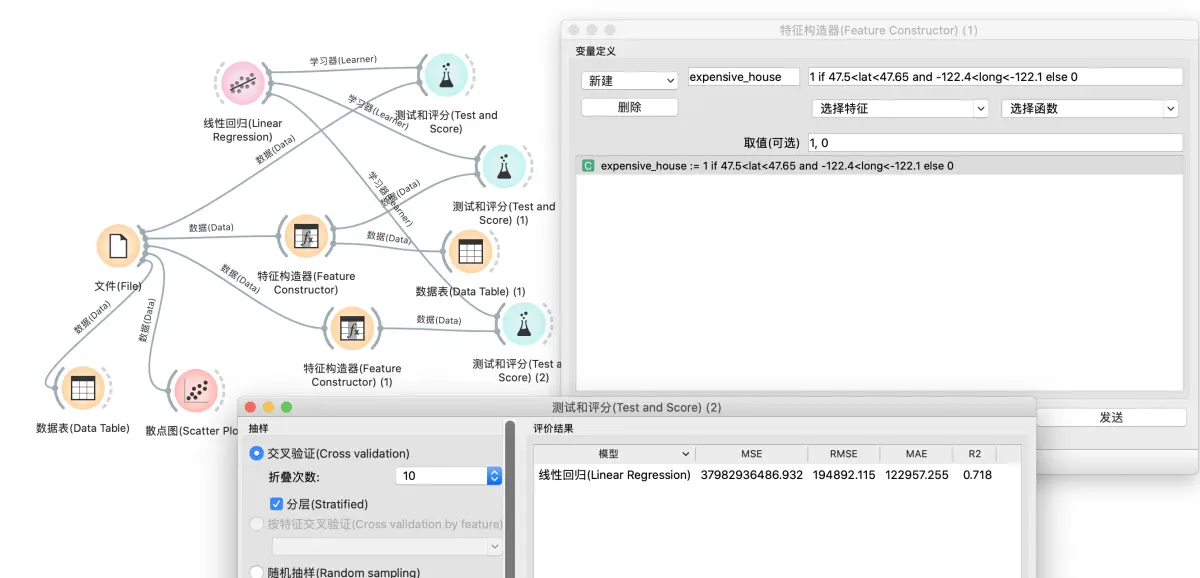 学习器(Learner)
线性回归(Linear
Regression)
学习器(Learner)
测试和评分(Test and
Score)
数据(Data)
学习器(Learner)
数据(Data)
测试和评分(Test and
Score) (1)
数据(Data)
数据(Data)
文件(File)
特征构造器(Feature
Constructor)
数据表(Data Table) (1)
数据(Data)
数据(Data)
数据(Data)
数据(Data)
特征构造器(Feature
Constructor) (1)
测试和评分(Test a
Score) (2)
数据表(Data Table)
散点图(Scatter Plo
特征构造器(Feature Constructor) (1)
变量定义
新建
expensive_house
1 if 47.5<lat<47.65 and -122.4<long<-122.1 else 0
删除
选择特征
选择函数
取值(可选)
1, 0
C expensive_house := 1 if 47.5<lat<47.65 and -122.4<long<-122.1 else 0
发送
测试和评分(Test and Score) (2)
抽样
交叉验证(Cross validation)
折叠次数:
10
分层(Stratified)
按特征交叉验证(Cross validation by feature)
随机抽样(Random sampling)
评价结果
模型 MSE RMSE MAE R2
线性回归(Linear Regression) 37982936486.932 194892.115 122957.255 0.718